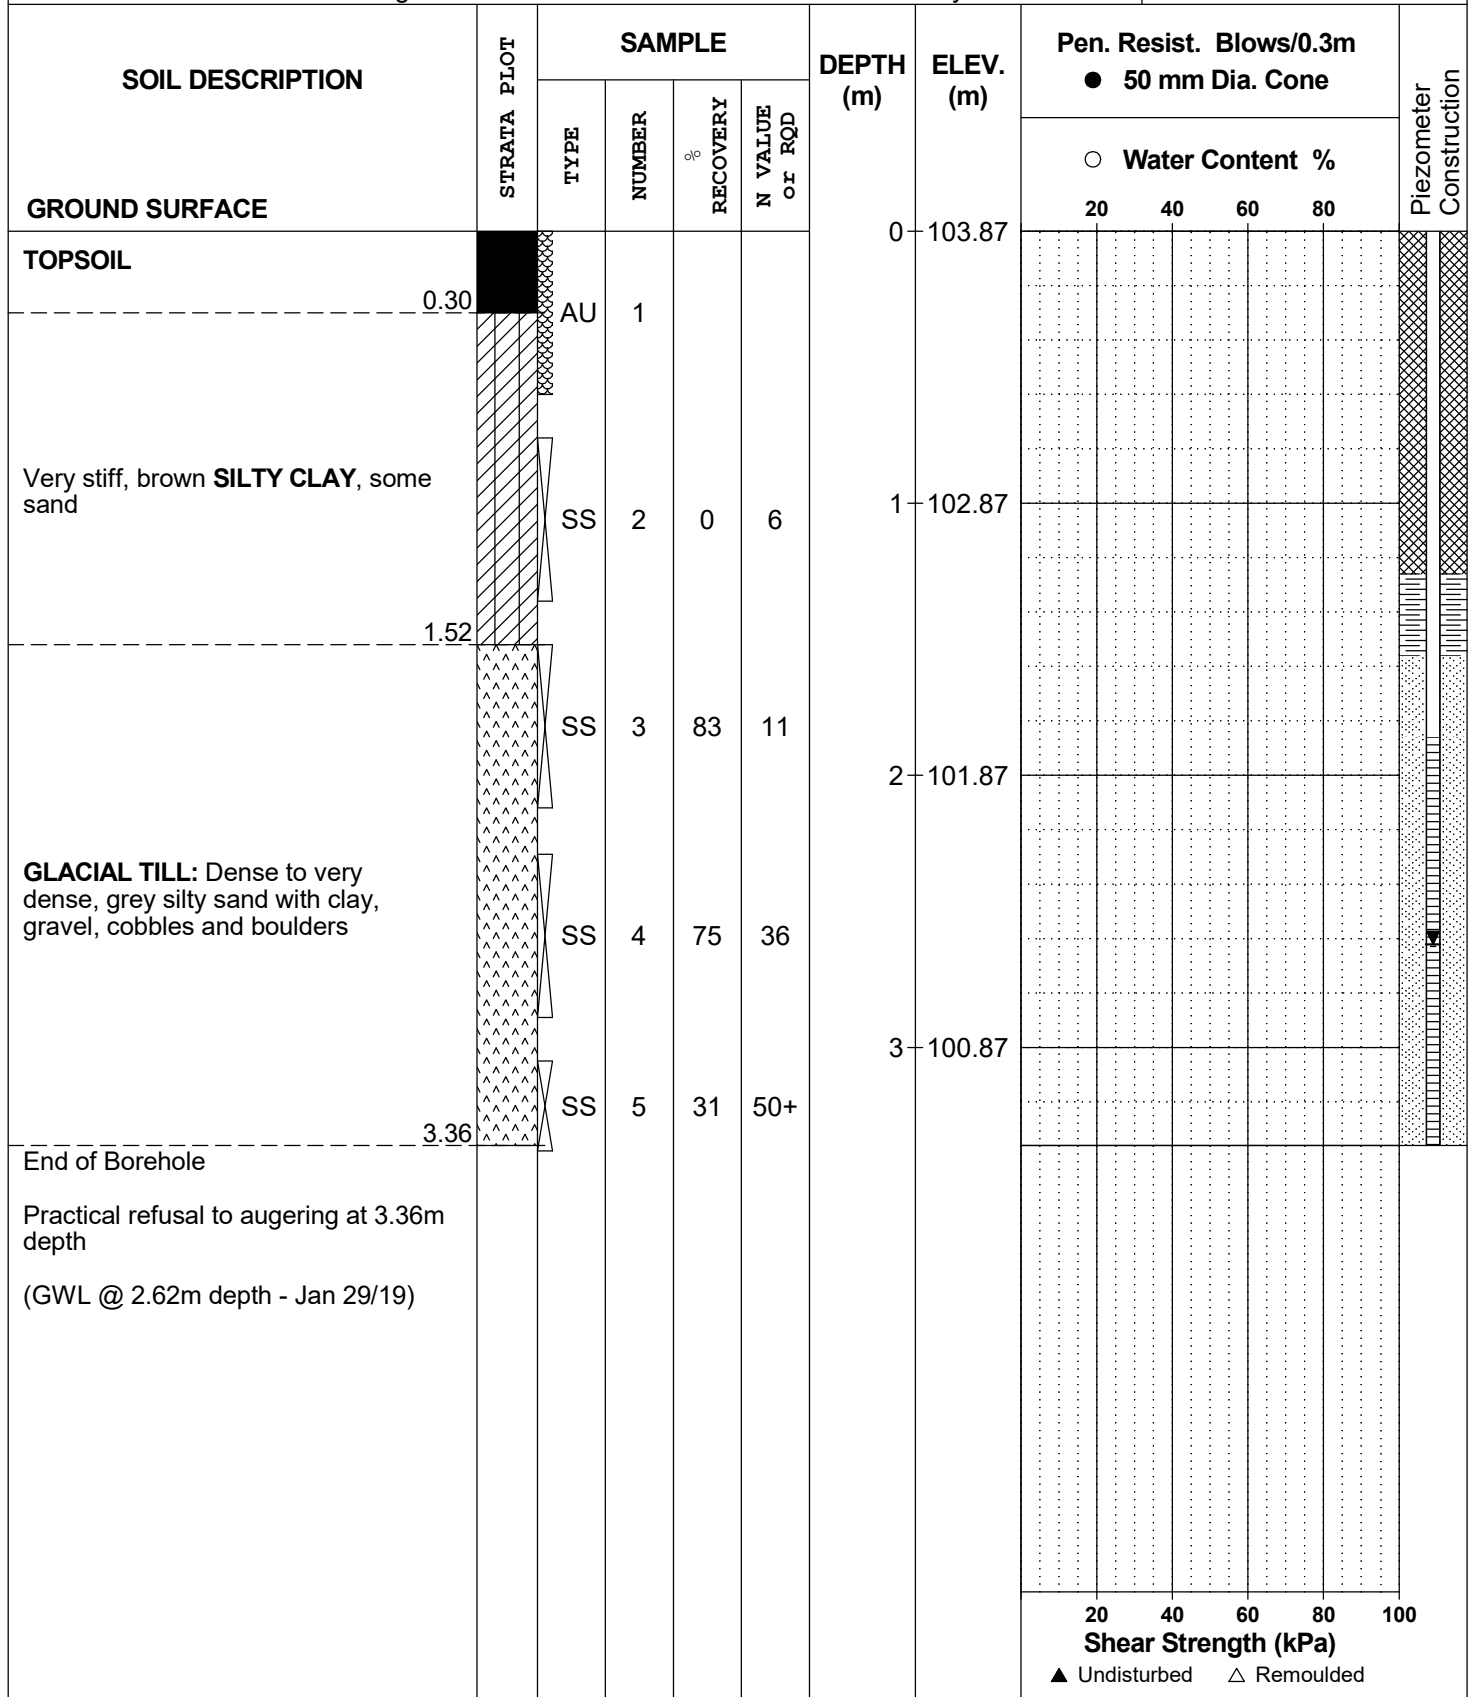 SOIL DESCRIPTION
GROUND SURFACE
STRATA PLOT
SAMPLE
TYPE
NUMBER
% RECOVERY
N VALUE or RQD
DEPTH (m)
ELEV. (m)
Pen. Resist. Blows/0.3m
● 50 mm Dia. Cone
○ Water Content %
20 40 60 80
Piezometer Construction
0 103.87
TOPSOIL
0.30
AU 1
Very stiff, brown SILTY CLAY, some
sand
SS 2 0 6
1 102.87
1.52
SS 3 83 11
2 101.87
GLACIAL TILL: Dense to very
dense, grey silty sand with clay,
gravel, cobbles and boulders
SS 4 75 36
3 100.87
SS 5 31 50+
3.36
End of Borehole
Practical refusal to augering at 3.36m
depth
(GWL @ 2.62m depth - Jan 29/19)
20 40 60 80 100
Shear Strength (kPa)
▲ Undisturbed △ Remoulded